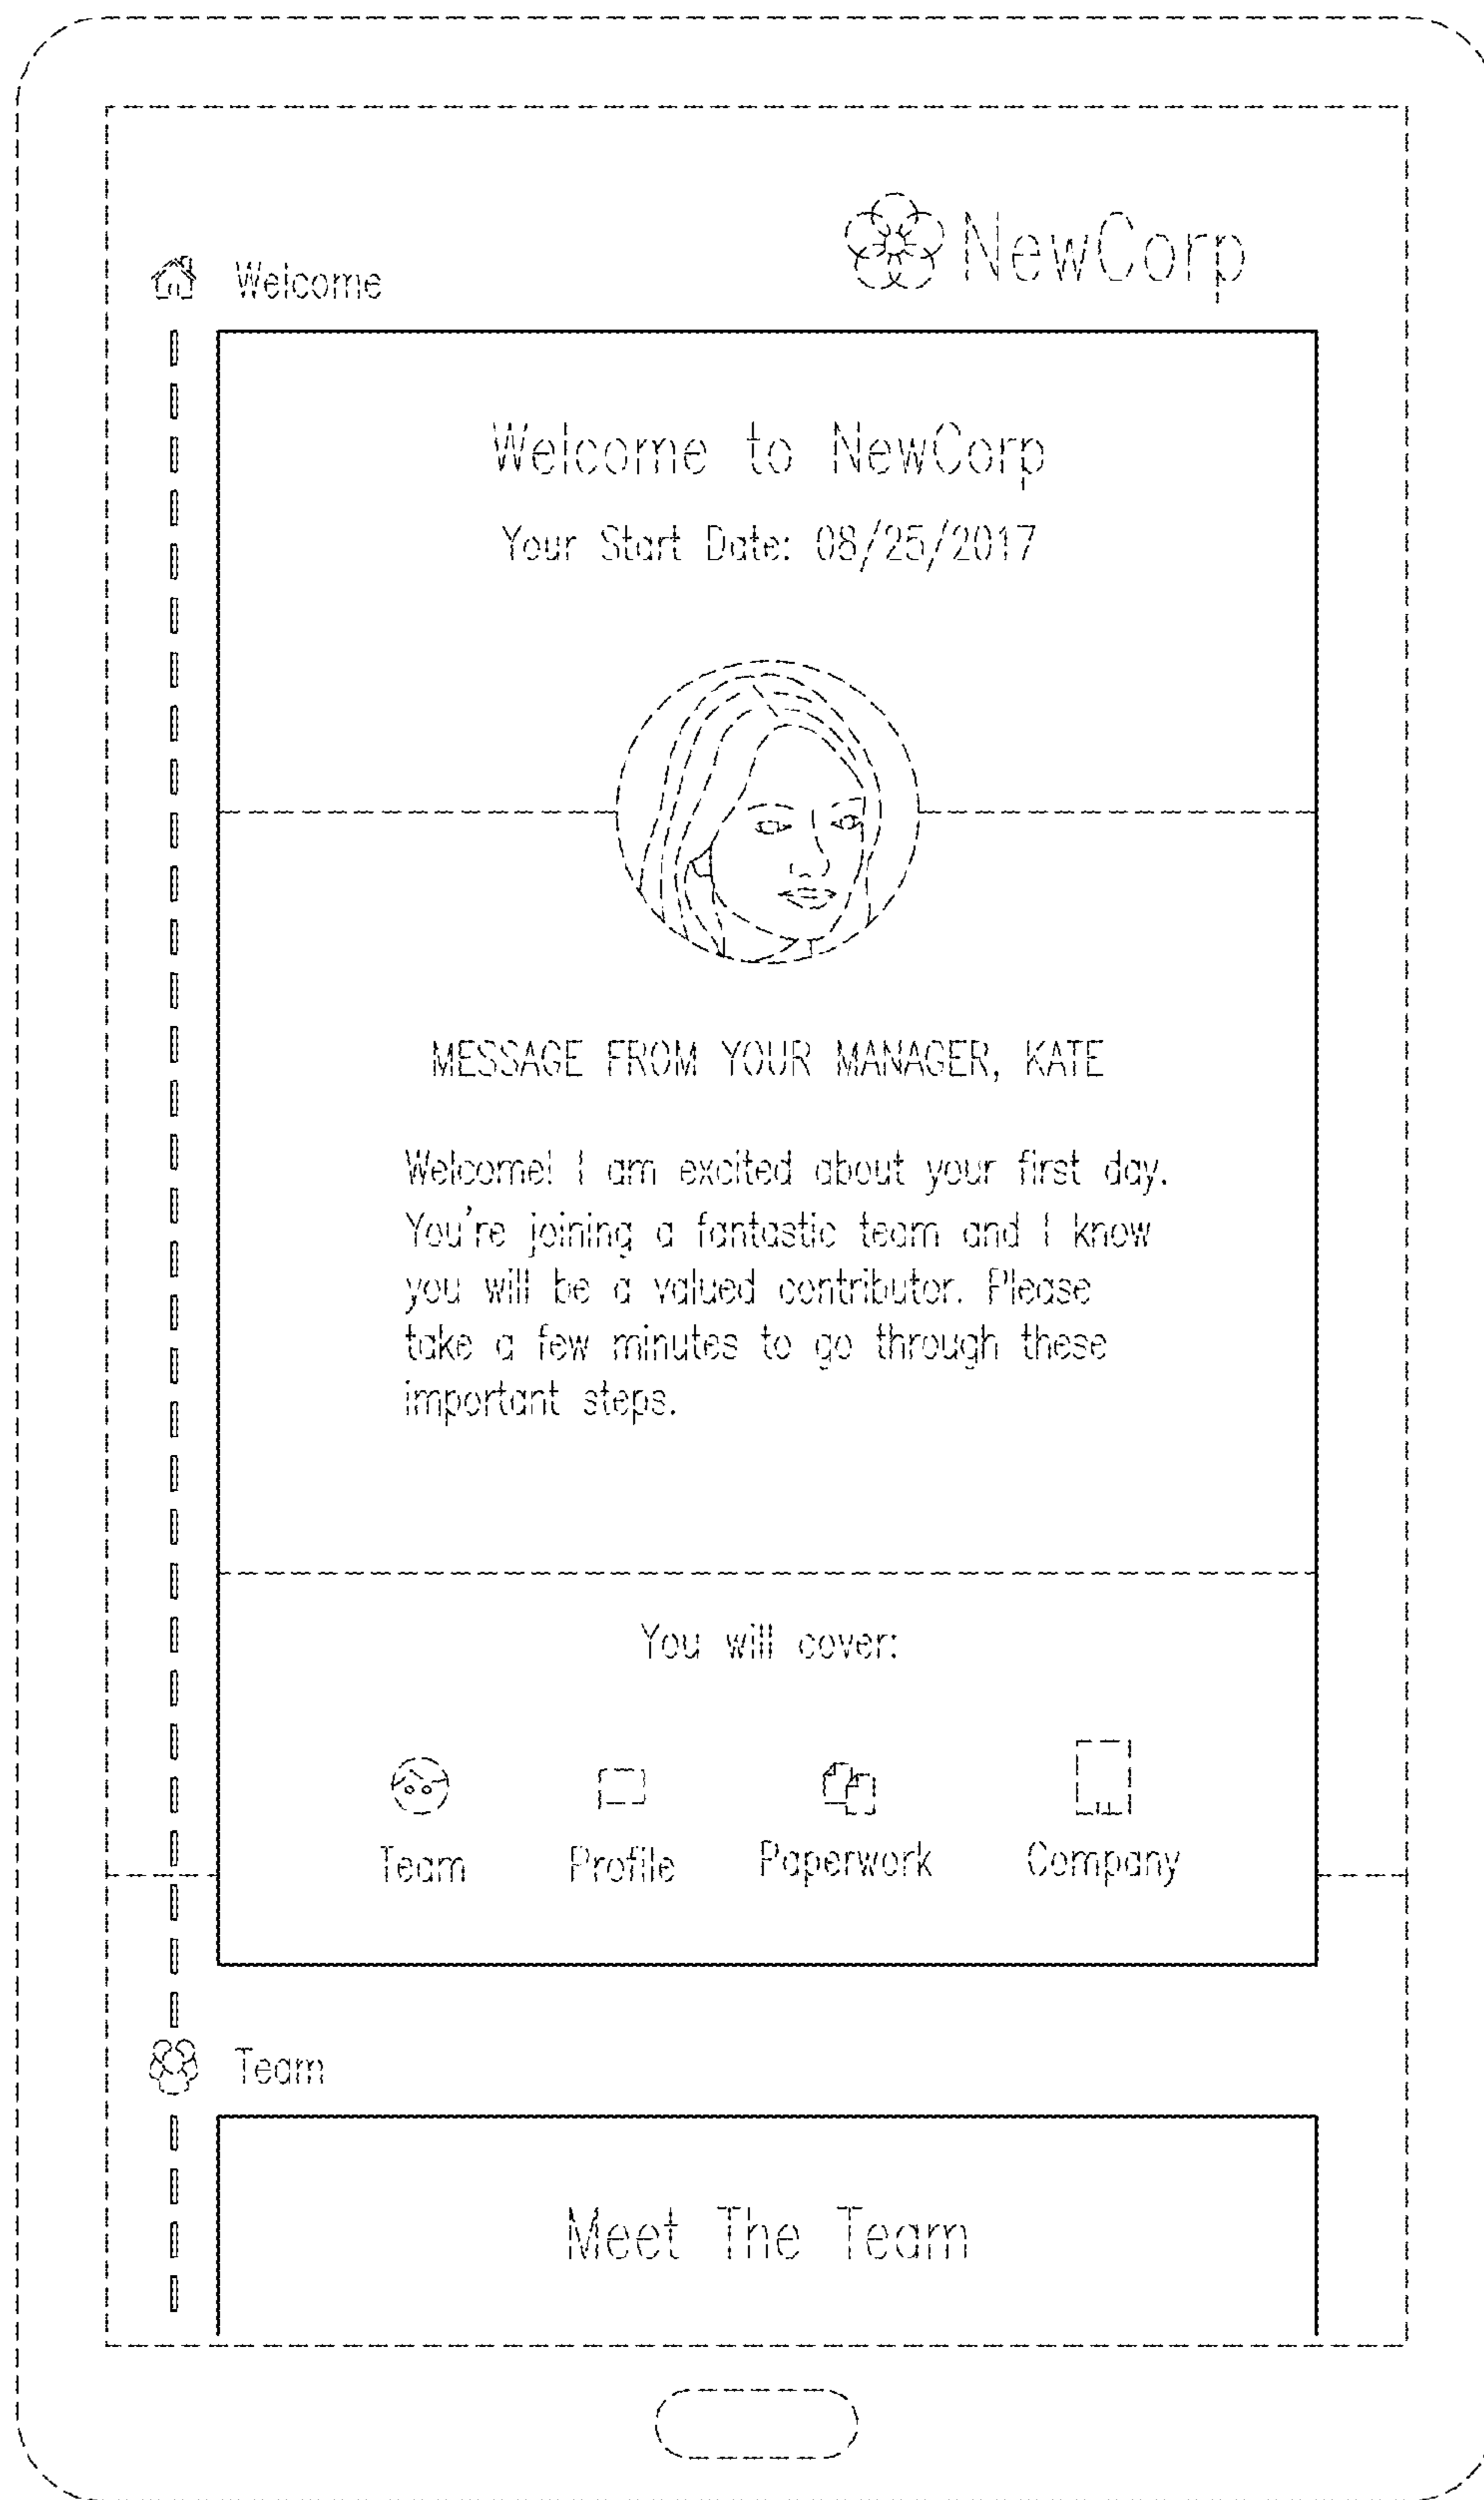 NewCorp
Welcome
Welcome to NewCorp
Your Start Date: 08/25/2017
MESSAGE FROM YOUR MANAGER, KATE
Welcome! I am excited about your first day.
You're joining a fantastic team and I know
you will be a valued contributor. Please
take a few minutes to go through these
important steps.
You will cover:
Team Profile Paperwork Company
Team
Meet The Team